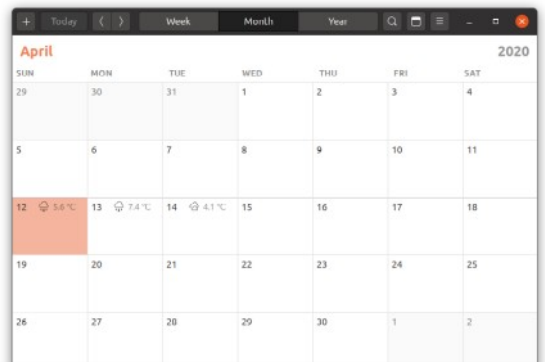 Today Week Month Year
April 2020
SUN MON TUE WED THU FRI SAT
29 30 31 1 2 3 4
5 6 7 8 9 10 11
12 5.6 °C 13 7.4 °C 14 4.1 °C 15 16 17 18
19 20 21 22 23 24 25
26 27 28 29 30 1 2